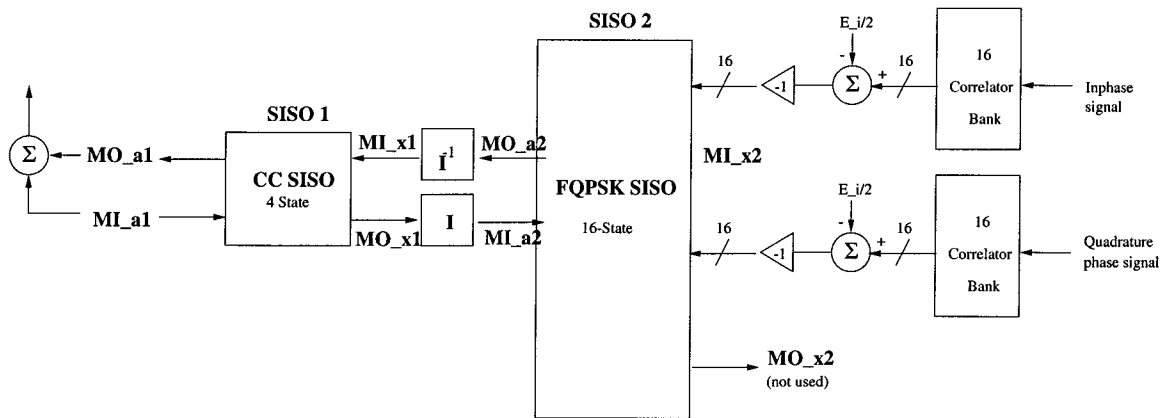 SISO 2
E_i/2
-
16
+
16
Σ
-1
16
Correlator
Bank
Inphase
signal
SISO 1
Σ
MO_a1
MI_a1
CC SISO
4 State
MI_x1
I^-1
MO_a2
MO_x1
I
MI_a2
FQPSK SISO
16-State
MI_x2
E_i/2
-
16
+
16
Σ
-1
16
Correlator
Bank
Quadrature
phase signal
MO_x2
(not used)